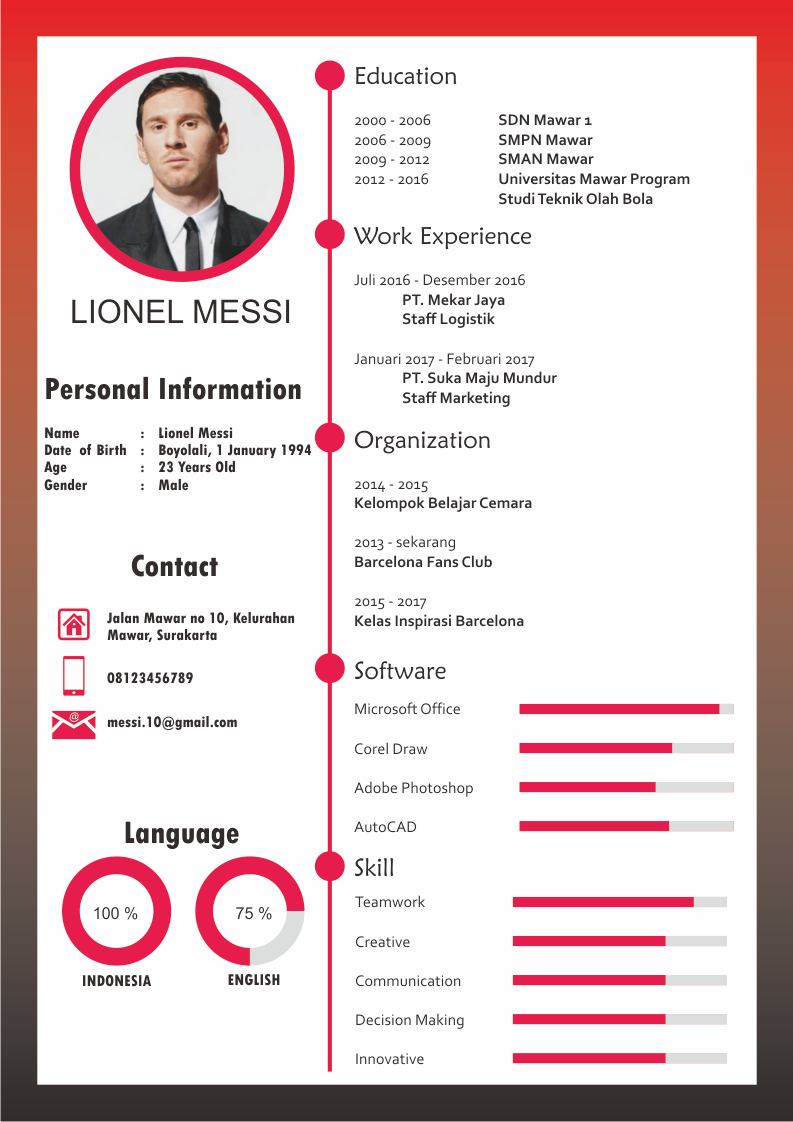 LIONEL MESSI
Personal Information
Name : Lionel Messi
Date of Birth : Boyolali, 1 January 1994
Age : 23 Years Old
Gender : Male
Contact
Jalan Mawar no 10, Kelurahan
Mawar, Surakarta
08123456789
@
messi.10@gmail.com
Language
100 %
75 %
INDONESIA
ENGLISH
Education
2000 - 2006 SDN Mawar 1
2006 - 2009 SMPN Mawar
2009 - 2012 SMAN Mawar
2012 - 2016 Universitas Mawar Program
Studi Teknik Olah Bola
Work Experience
Juli 2016 - Desember 2016
PT. Mekar Jaya
Staff Logistik
Januari 2017 - Februari 2017
PT. Suka Maju Mundur
Staff Marketing
Organization
2014 - 2015
Kelompok Belajar Cemara
2013 - sekarang
Barcelona Fans Club
2015 - 2017
Kelas Inspirasi Barcelona
Software
Microsoft Office
Corel Draw
Adobe Photoshop
AutoCAD
Skill
Teamwork
Creative
Communication
Decision Making
Innovative